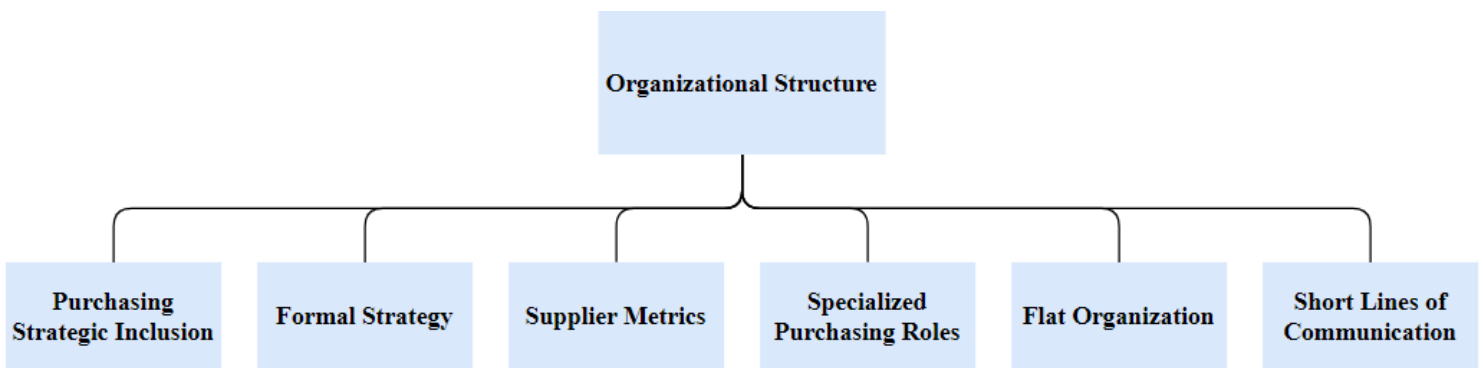 Organizational Structure
Purchasing
Strategic Inclusion
Formal Strategy
Supplier Metrics
Specialized
Purchasing Roles
Flat Organization
Short Lines of
Communication